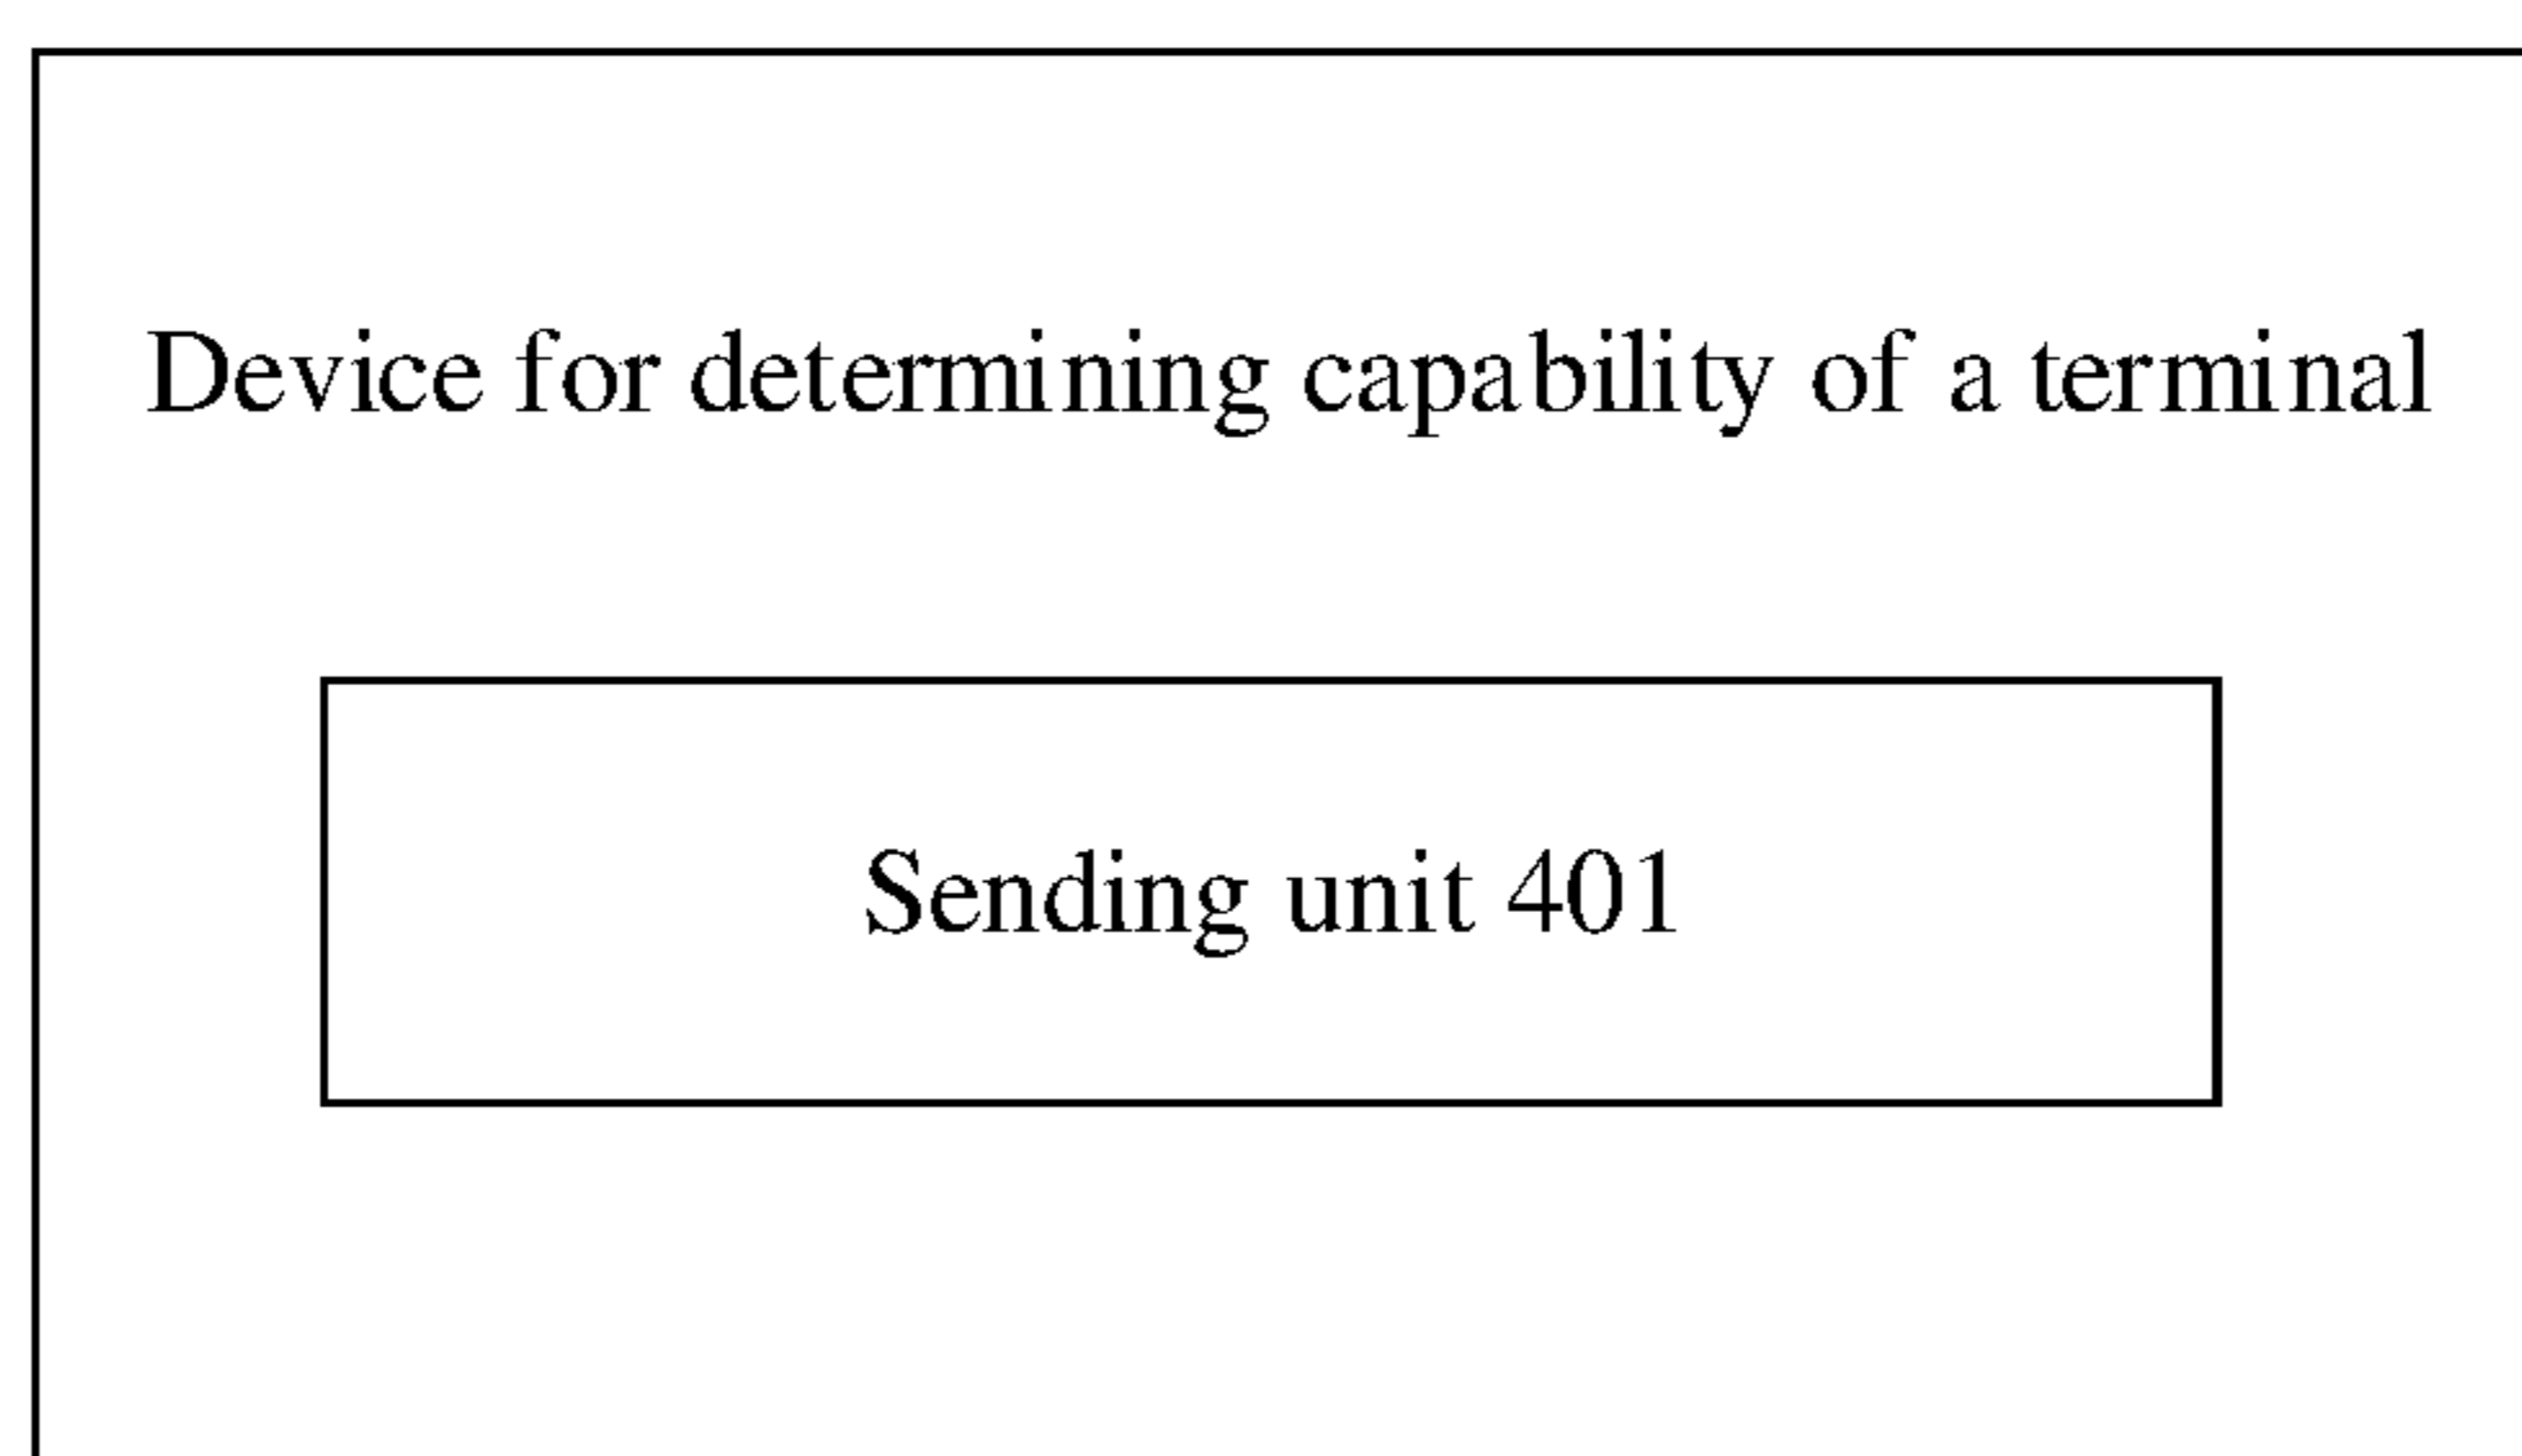 Device for determining capability of a terminal
Sending unit 401